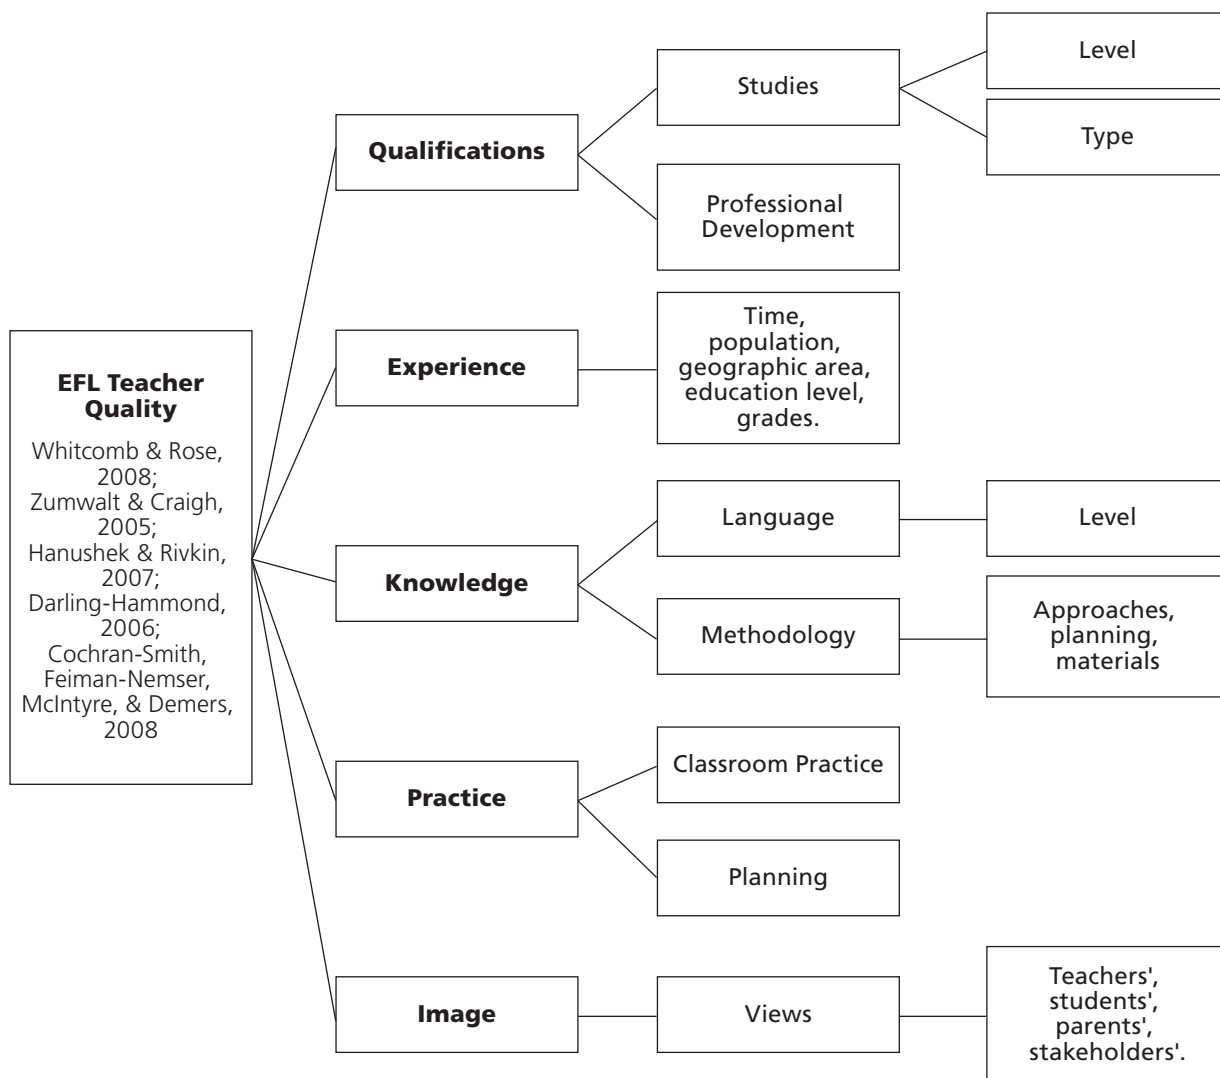 EFL Teacher
Quality
Whitcomb & Rose,
2008;
Zumwalt & Craigh,
2005;
Hanushek & Rivkin,
2007;
Darling-Hammond,
2006;
Cochran-Smith,
Feiman-Nemser,
McIntyre, & Demers,
2008
Qualifications
Studies
Level
Type
Professional
Development
Experience
Time,
population,
geographic area,
education level,
grades.
Knowledge
Language
Level
Methodology
Approaches,
planning,
materials
Practice
Classroom Practice
Planning
Image
Views
Teachers',
students',
parents',
stakeholders'.